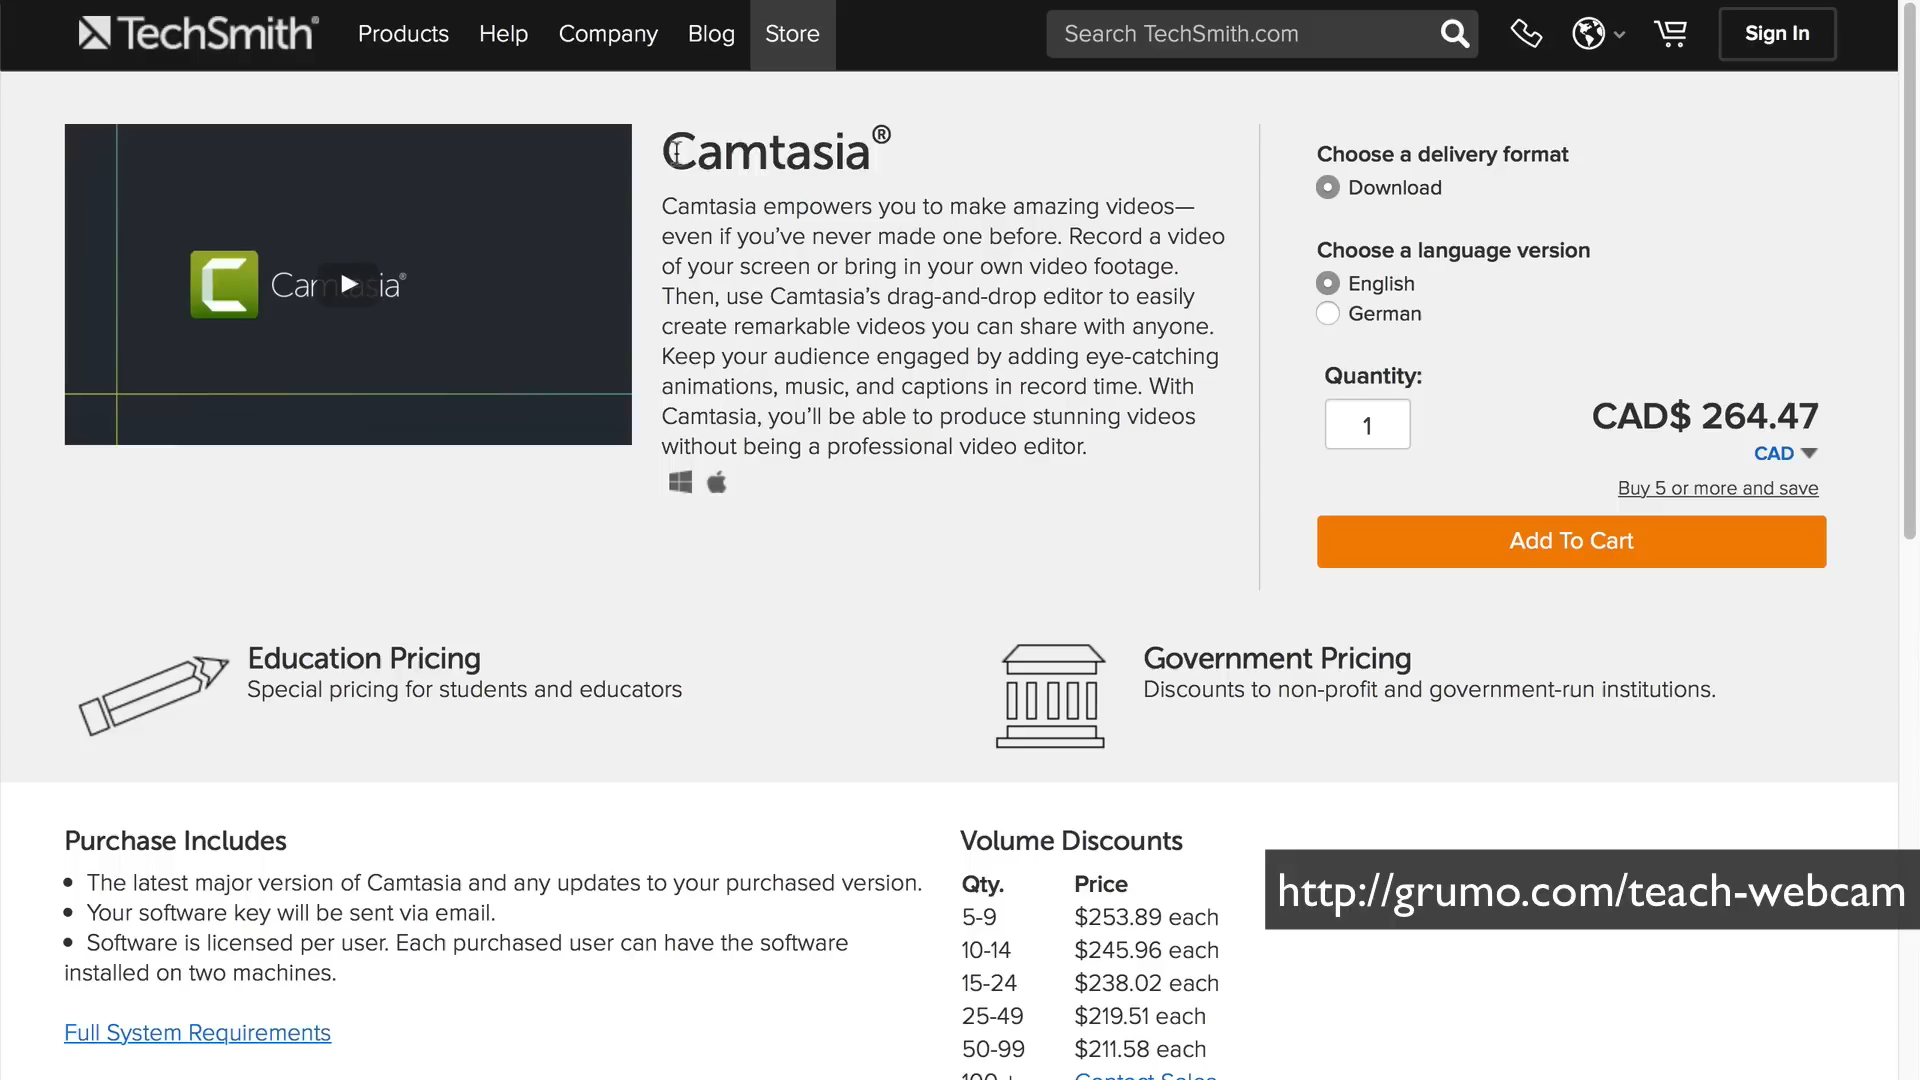 TechSmith®
Products
Help
Company
Blog
Store
Search TechSmith.com
Sign In
Camtasia®
Camtasia®
Camtasia empowers you to make amazing videos—
even if you’ve never made one before. Record a video
of your screen or bring in your own video footage.
Then, use Camtasia’s drag-and-drop editor to easily
create remarkable videos you can share with anyone.
Keep your audience engaged by adding eye-catching
animations, music, and captions in record time. With
Camtasia, you’ll be able to produce stunning videos
without being a professional video editor.
Choose a delivery format
Download
Choose a language version
English
German
Quantity:
1
CAD$ 264.47
CAD
Buy 5 or more and save
Add To Cart
Education Pricing
Special pricing for students and educators
Government Pricing
Discounts to non-profit and government-run institutions.
Purchase Includes
• The latest major version of Camtasia and any updates to your purchased version.
• Your software key will be sent via email.
• Software is licensed per user. Each purchased user can have the software
installed on two machines.
Full System Requirements
Volume Discounts
Qty. Price
5-9 $253.89 each
10-14 $245.96 each
15-24 $238.02 each
25-49 $219.51 each
50-99 $211.58 each
100 + Contact Sales
http://grumo.com/teach-webcam